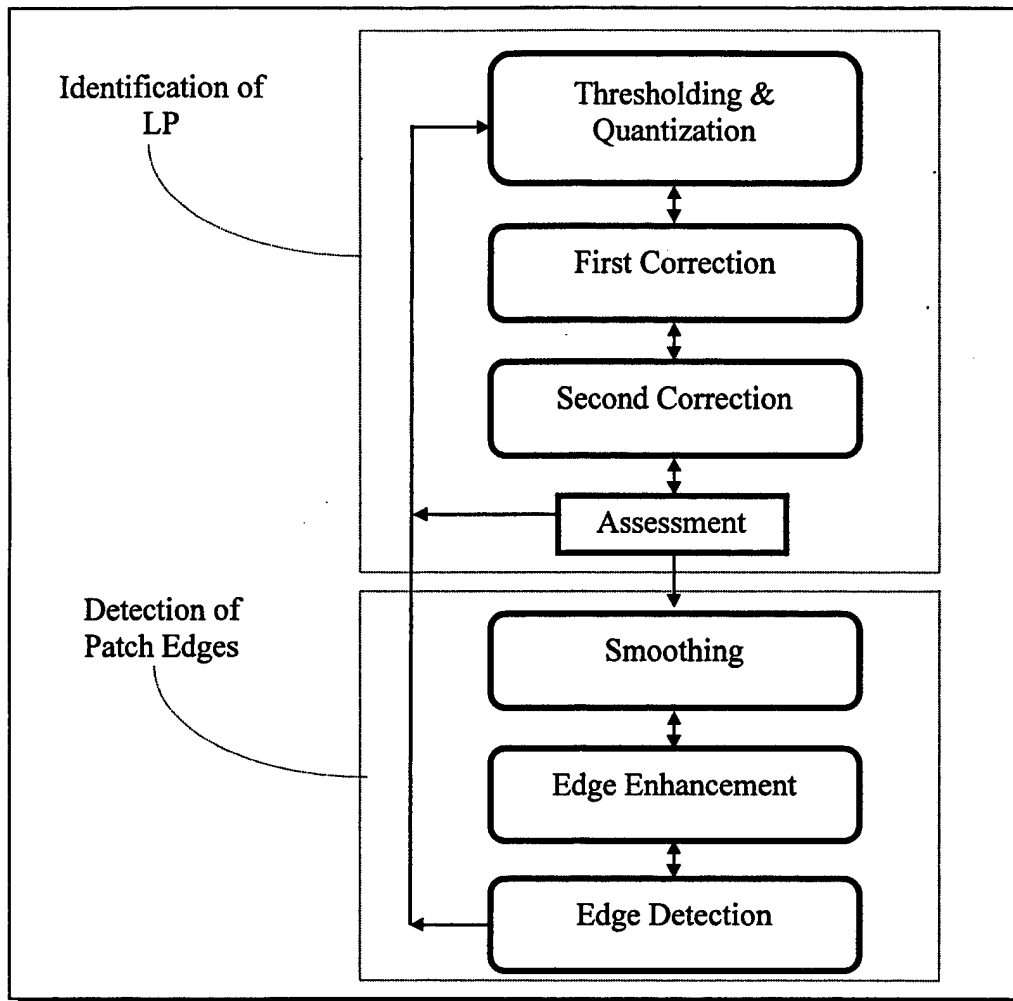 Identification of
LP
Thresholding &
Quantization
First Correction
Second Correction
Assessment
Detection of
Patch Edges
Smoothing
Edge Enhancement
Edge Detection